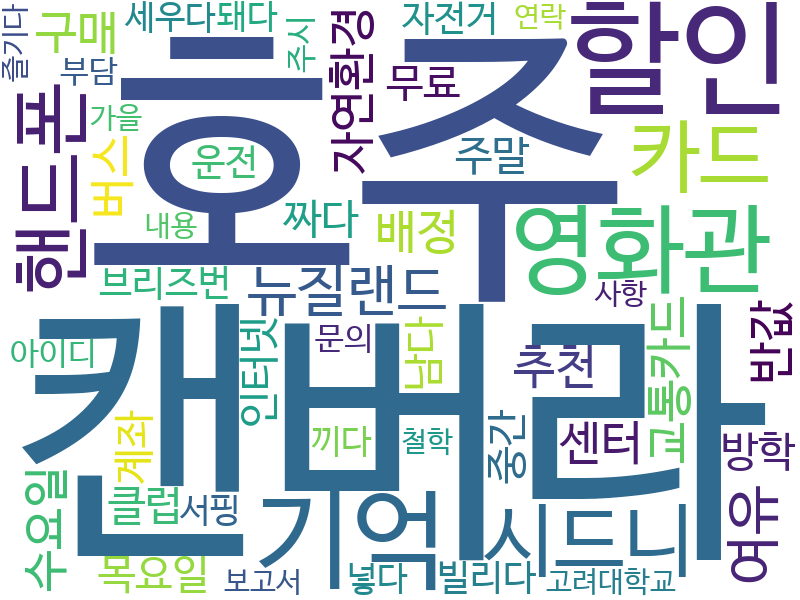 즐기다
구매
세우다
돼다
주시
자전거
연락
할인
부담
호주
자연환경
무료
핸드폰
가을
버스
운전
주말
카드
내용
짜다
배정
영화관
브리즈번
뉴질랜드
사항
아이디
인터넷
문의
남다
추천
교통카드
반값
캔버라
계좌
끼다
철학
중간
센터
방학
수요일
클럽
서핑
기억
시드니
여유
목요일
보고서
넣다
빌리다
고려대학교